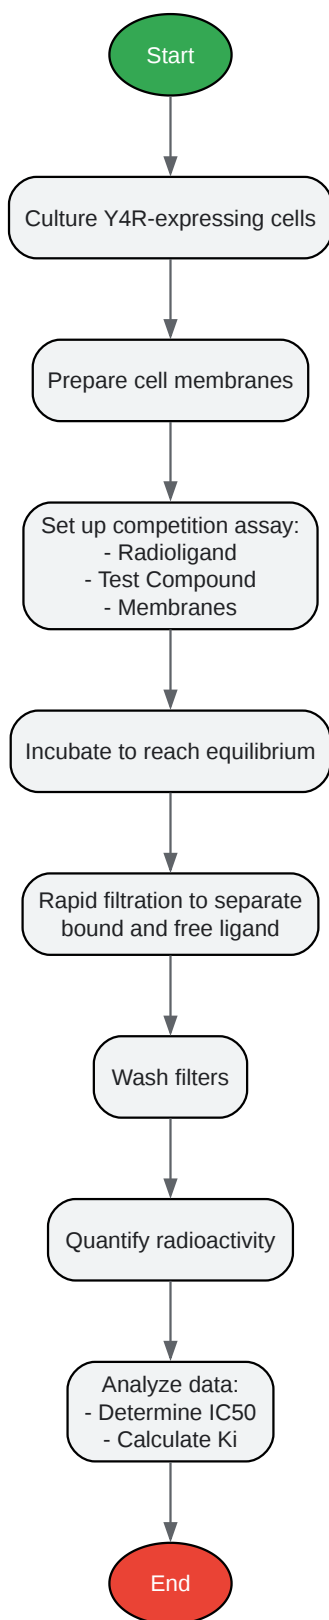 Start
Culture Y4R-expressing cells
Prepare cell membranes
Set up competition assay:
- Radioligand
- Test Compound
- Membranes
Incubate to reach equilibrium
Rapid filtration to separate
bound and free ligand
Wash filters
Quantify radioactivity
Analyze data:
- Determine IC50
- Calculate Ki
End